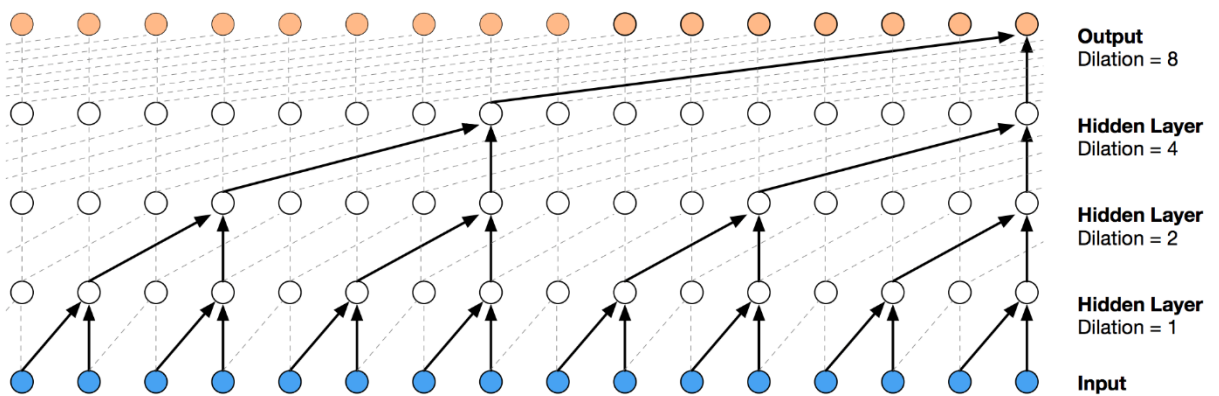 Output
Dilation = 8
Hidden Layer
Dilation = 4
Hidden Layer
Dilation = 2
Hidden Layer
Dilation = 1
Input